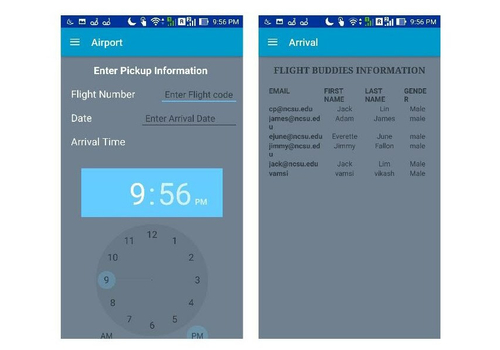 9:56 PM
Airport
Enter Pickup Information
Flight Number
Enter Flight code
Date
Enter Arrival Date
Arrival Time
9:56 PM
12
11
1
10
2
9
3
8
4
7
5
6
AM
PM
9:56 PM
Arrival
FLIGHT BUDDIES INFORMATION
EMAIL FIRST NAME LAST NAME GENDE R
cp@ncsu.edu Jack Lin Male
james@ncsu.ed u Adam James male
ejune@ncsu.edu Everette June male
jimmy@ncsu.ed u Jimmy Fallon male
jack@ncsu.edu Jack Lim Male
vamsi vamsi vikash Male